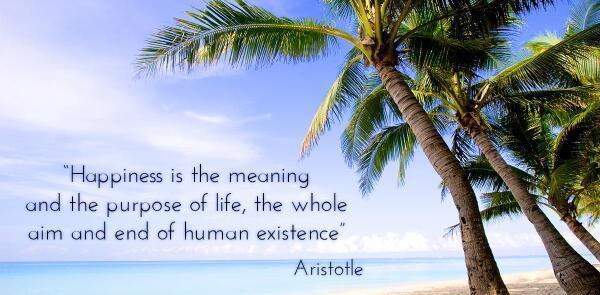 “Happiness is the meaning
and the purpose of life, the whole
aim and end of human existence”
Aristotle